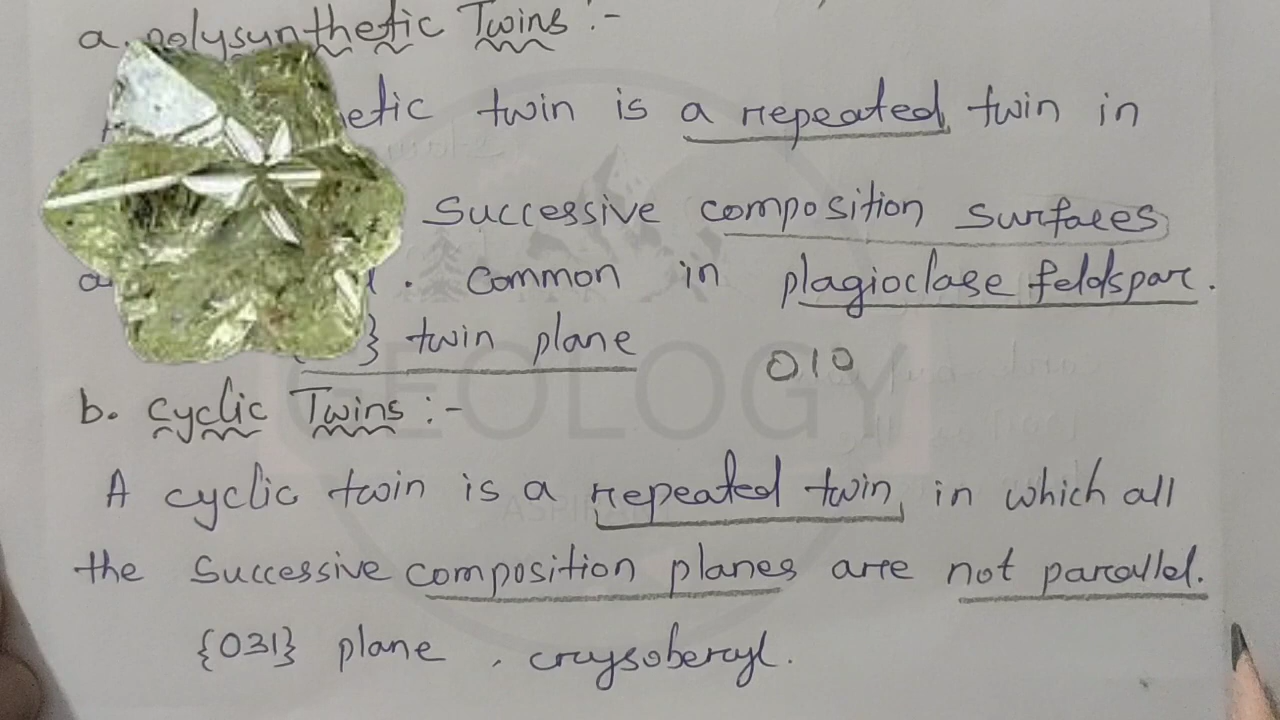 a. polysynthetic Twins :-
etic twin is a repeated twin in
Successive composition surfaces
. Common in plagioclase feldspar.
} twin plane 010
b. cyclic Twins :-
GEOLOGY
A cyclic twin is a repeated twin in which all
the Successive composition planes are not parallel.
{031} plane , crysoberyl.